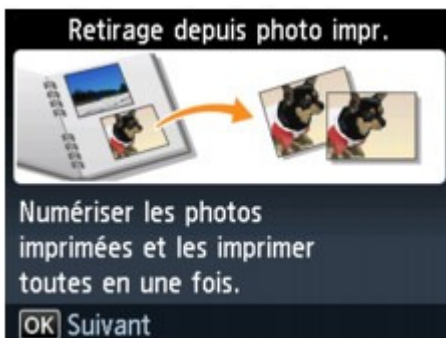 Retirage depuis photo impr.
Numériser les photos
imprimées et les imprimer
toutes en une fois.
OK Suivant